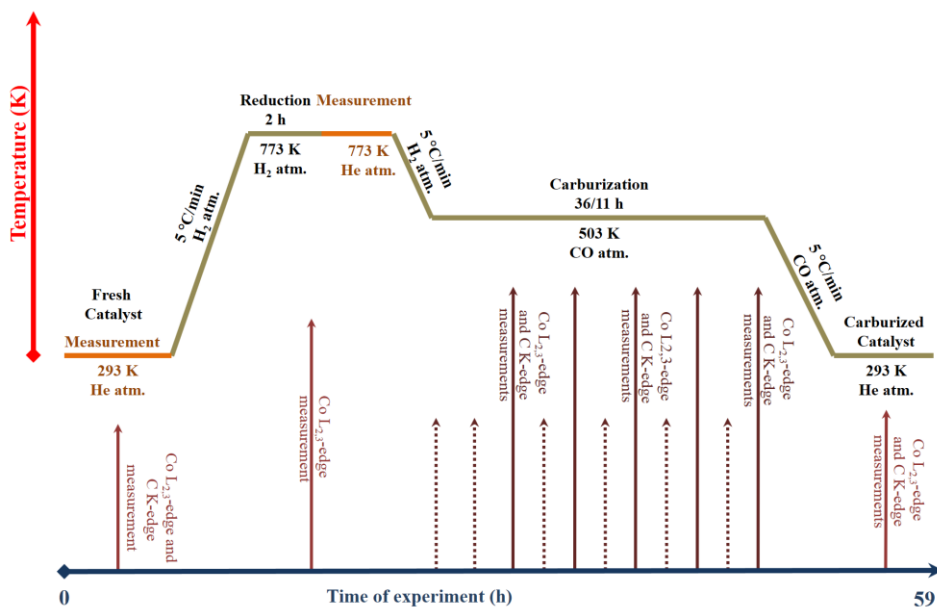 Temperature (K)
Reduction
2 h
Measurement
773 K
H₂ atm.
773 K
He atm.
5 °C/min
H₂ atm.
5 °C/min
H₂ atm.
Carburization
36/11 h
503 K
CO atm.
5 °C/min
CO atm.
Fresh
Catalyst
Measurement
293 K
He atm.
Carburized
Catalyst
293 K
He atm.
Co L₂,₃-edge and
C K-edge
measurement
Co L₂,₃-edge
measurement
Co L₂,₃-edge
and C K-edge
measurements
Co L2,3-edge
and C K-edge
measurements
Co L₂,₃-edge
and C K-edge
measurements
Co L₂,₃-edge
and C K-edge
measurements
0
Time of experiment (h)
59